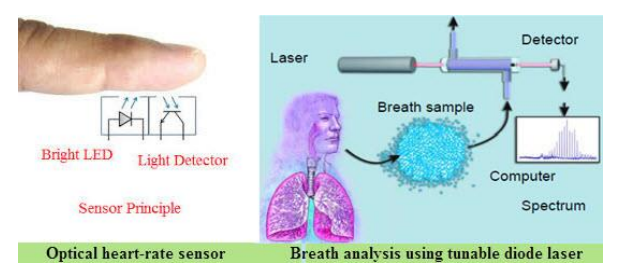 Bright LED
Light Detector
Sensor Principle
Optical heart-rate sensor
Laser
Detector
Breath sample
Computer
Spectrum
Breath analysis using tunable diode laser